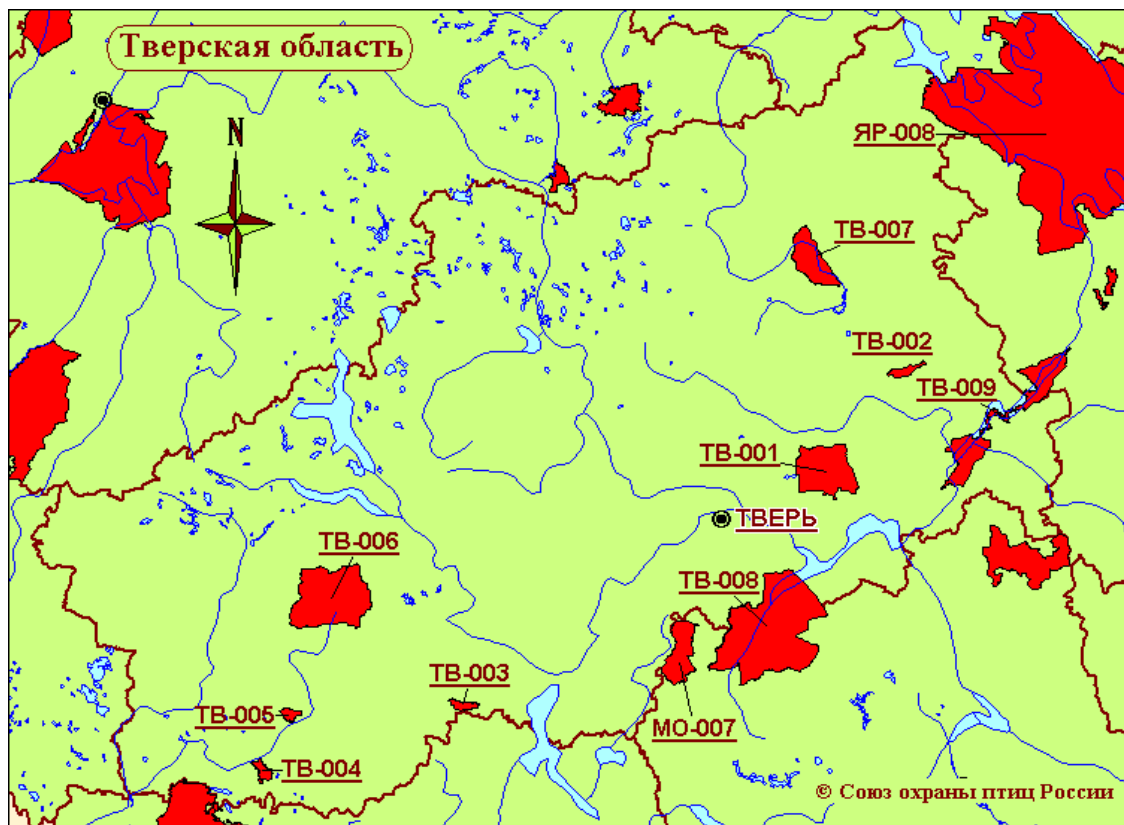 Тверская область
N
ЯР-008
ТВ-007
ТВ-002
ТВ-009
ТВ-001
ТВЕРЬ
ТВ-006
ТВ-008
ТВ-003
ТВ-005
МО-007
ТВ-004
© Союз охраны птиц России